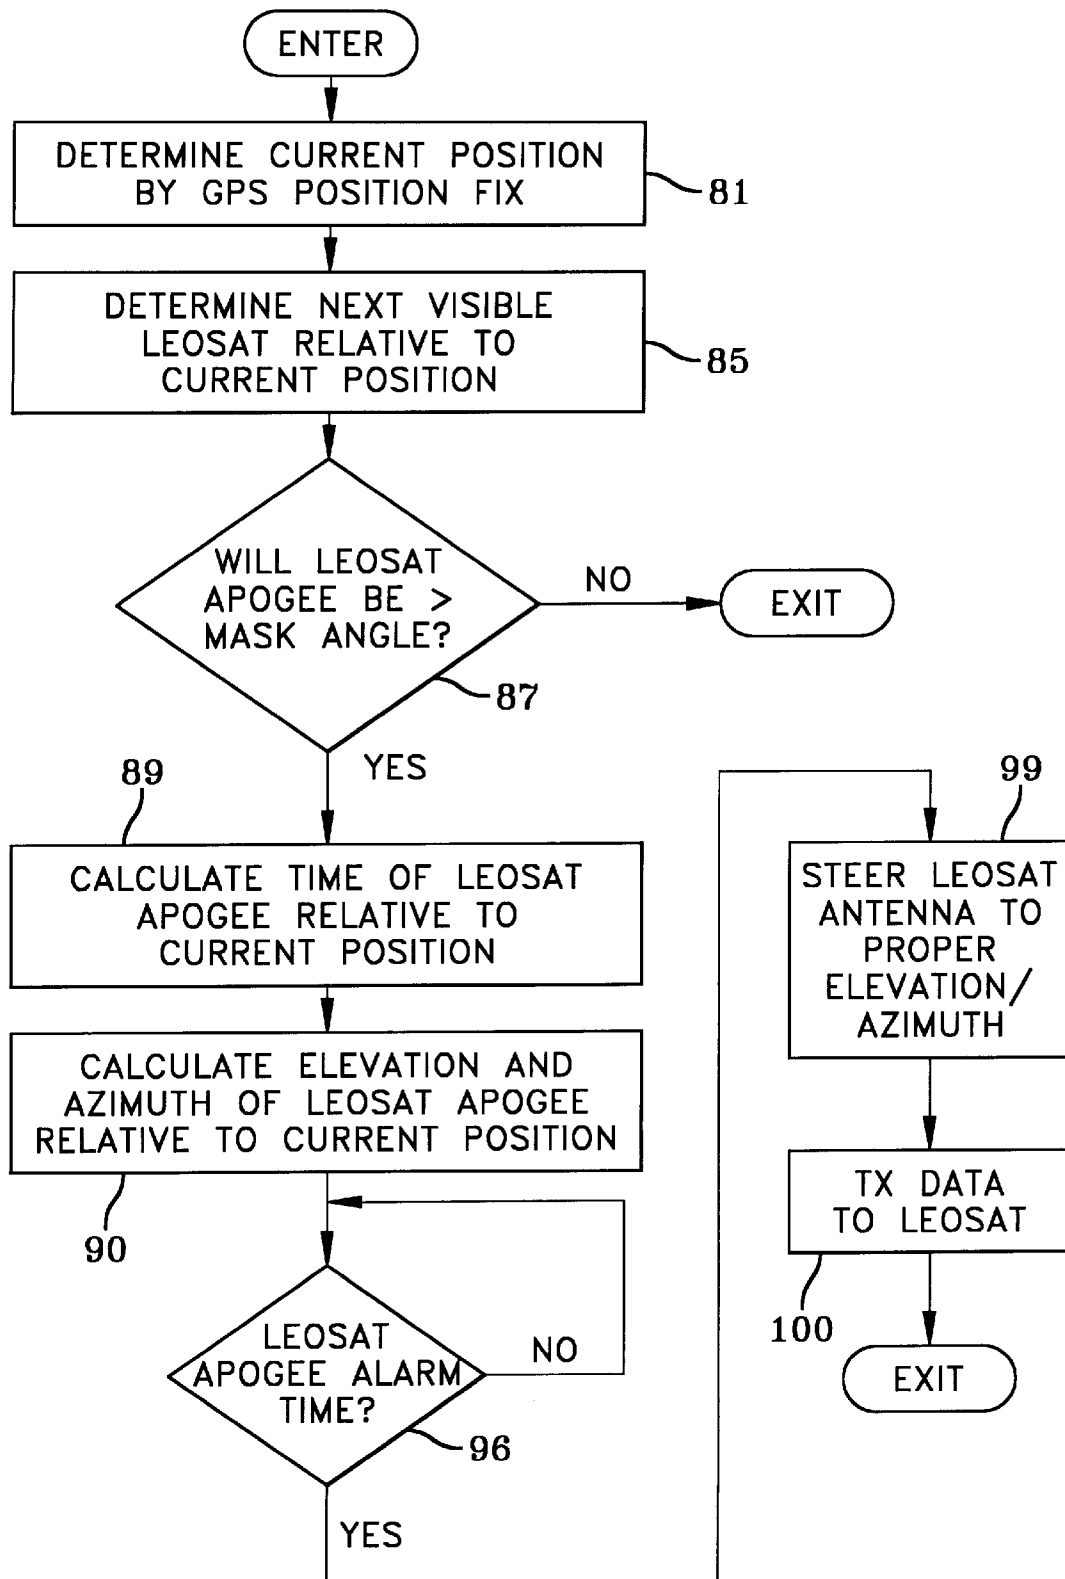 ENTER
DETERMINE CURRENT POSITION
BY GPS POSITION FIX
81
DETERMINE NEXT VISIBLE
LEOSAT RELATIVE TO
CURRENT POSITION
85
WILL LEOSAT
APOGEE BE >
MASK ANGLE?
87
NO
EXIT
YES
89
CALCULATE TIME OF LEOSAT
APOGEE RELATIVE TO
CURRENT POSITION
CALCULATE ELEVATION AND
AZIMUTH OF LEOSAT APOGEE
RELATIVE TO CURRENT POSITION
90
LEOSAT
APOGEE ALARM
TIME?
NO
96
YES
99
STEER LEOSAT
ANTENNA TO
PROPER
ELEVATION/
AZIMUTH
TX DATA
TO LEOSAT
100
EXIT